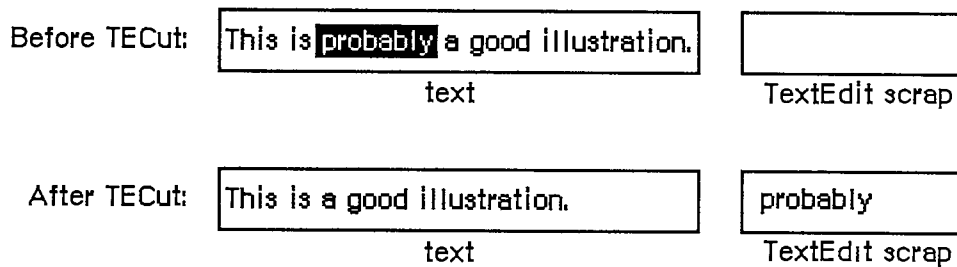 Before TECut: This is probably a good illustration.
text TextEdit scrap
After TECut: This is a good illustration. probably
text TextEdit scrap